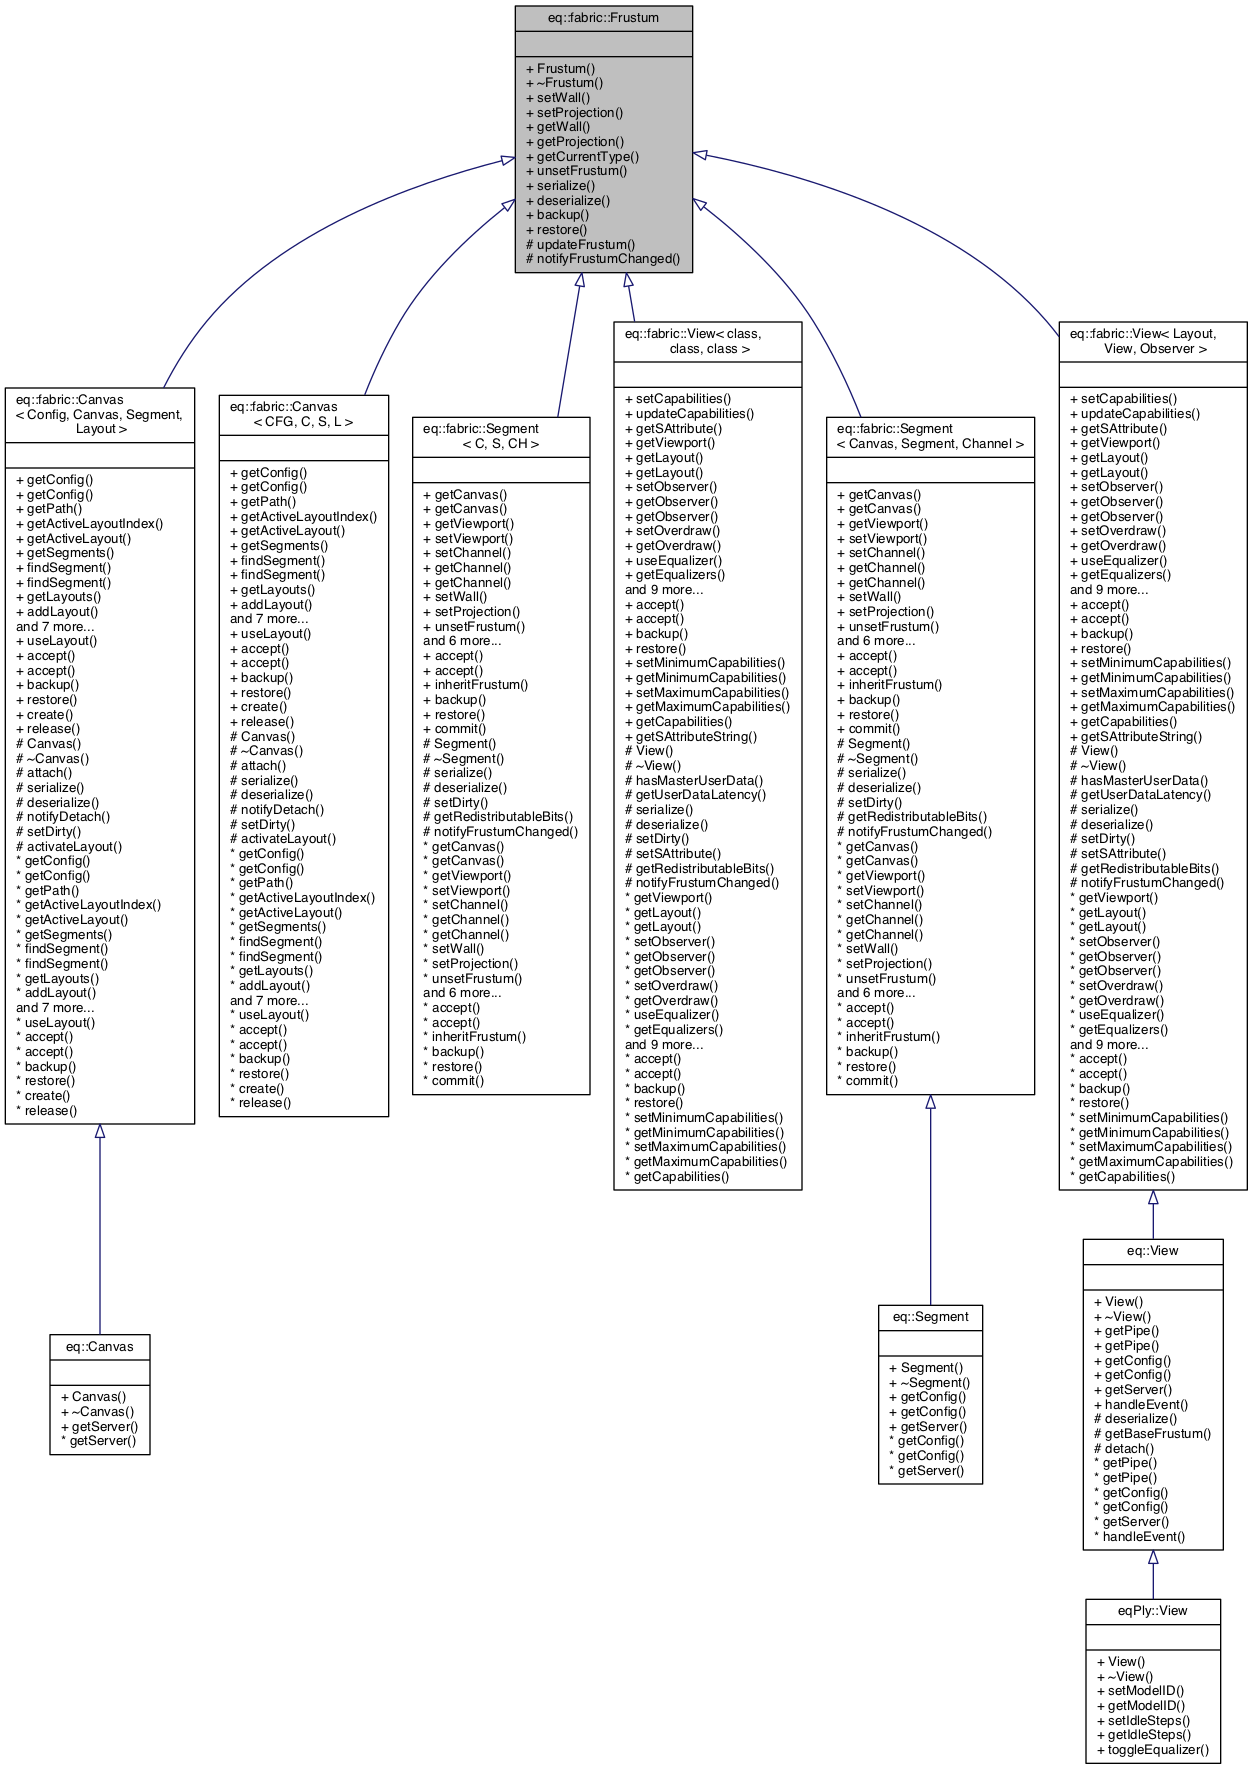 eq::fabric::Frustum
+ Frustum()
+ ~Frustum()
+ setWall()
+ setProjection()
+ getWall()
+ getProjection()
+ getCurrentType()
+ unsetFrustum()
+ serialize()
+ deserialize()
+ backup()
+ restore()
# updateFrustum()
# notifyFrustumChanged()
eq::fabric::Canvas
< Config, Canvas, Segment,
Layout >
+ getConfig()
+ getConfig()
+ getPath()
+ getActiveLayoutIndex()
+ getActiveLayout()
+ getSegments()
+ findSegment()
+ findSegment()
+ getLayouts()
+ addLayout()
and 7 more...
+ useLayout()
+ accept()
+ accept()
+ backup()
+ restore()
+ create()
+ release()
# Canvas()
# ~Canvas()
# attach()
# serialize()
# deserialize()
# notifyDetach()
# setDirty()
# activateLayout()
* getConfig()
* getConfig()
* getPath()
* getActiveLayoutIndex()
* getActiveLayout()
* getSegments()
* findSegment()
* findSegment()
* getLayouts()
* addLayout()
and 7 more...
* useLayout()
* accept()
* accept()
* backup()
* restore()
* create()
* release()
eq::fabric::Canvas
< CFG, C, S, L >
+ getConfig()
+ getConfig()
+ getPath()
+ getActiveLayoutIndex()
+ getActiveLayout()
+ getSegments()
+ findSegment()
+ findSegment()
+ getLayouts()
+ addLayout()
and 7 more...
+ useLayout()
+ accept()
+ accept()
+ backup()
+ restore()
+ create()
+ release()
# Canvas()
# ~Canvas()
# attach()
# serialize()
# deserialize()
# notifyDetach()
# setDirty()
# activateLayout()
* getConfig()
* getConfig()
* getPath()
* getActiveLayoutIndex()
* getActiveLayout()
* getSegments()
* findSegment()
* findSegment()
* getLayouts()
* addLayout()
and 7 more...
* useLayout()
* accept()
* accept()
* backup()
* restore()
* create()
* release()
eq::fabric::Segment
< C, S, CH >
+ getCanvas()
+ getCanvas()
+ getViewport()
+ setViewport()
+ setChannel()
+ getChannel()
+ getChannel()
+ setWall()
+ setProjection()
+ unsetFrustum()
and 6 more...
+ accept()
+ accept()
+ inheritFrustum()
+ backup()
+ restore()
+ commit()
# Segment()
# ~Segment()
# serialize()
# deserialize()
# setDirty()
# getRedistributableBits()
# notifyFrustumChanged()
* getCanvas()
* getCanvas()
* getViewport()
* setViewport()
* setChannel()
* getChannel()
* getChannel()
* setWall()
* setProjection()
* unsetFrustum()
and 6 more...
* accept()
* accept()
* inheritFrustum()
* backup()
* restore()
* commit()
eq::fabric::View< class,
class, class >
+ setCapabilities()
+ updateCapabilities()
+ getSAttribute()
+ getViewport()
+ getLayout()
+ getLayout()
+ setObserver()
+ getObserver()
+ getObserver()
+ setOverdraw()
+ getOverdraw()
+ useEqualizer()
+ getEqualizers()
and 9 more...
+ accept()
+ accept()
+ backup()
+ restore()
+ setMinimumCapabilities()
+ getMinimumCapabilities()
+ setMaximumCapabilities()
+ getMaximumCapabilities()
+ getCapabilities()
+ getSAttributeString()
# View()
# ~View()
# hasMasterUserData()
# getUserDataLatency()
# serialize()
# deserialize()
# setDirty()
# setSAttribute()
# getRedistributableBits()
# notifyFrustumChanged()
* getViewport()
* getLayout()
* getLayout()
* setObserver()
* getObserver()
* getObserver()
* setOverdraw()
* getOverdraw()
* useEqualizer()
* getEqualizers()
and 9 more...
* accept()
* accept()
* backup()
* restore()
* setMinimumCapabilities()
* getMinimumCapabilities()
* setMaximumCapabilities()
* getMaximumCapabilities()
* getCapabilities()
eq::fabric::Segment
< Canvas, Segment, Channel >
+ getCanvas()
+ getCanvas()
+ getViewport()
+ setViewport()
+ setChannel()
+ getChannel()
+ getChannel()
+ setWall()
+ setProjection()
+ unsetFrustum()
and 6 more...
+ accept()
+ accept()
+ inheritFrustum()
+ backup()
+ restore()
+ commit()
# Segment()
# ~Segment()
# serialize()
# deserialize()
# setDirty()
# getRedistributableBits()
# notifyFrustumChanged()
* getCanvas()
* getCanvas()
* getViewport()
* setViewport()
* setChannel()
* getChannel()
* getChannel()
* setWall()
* setProjection()
* unsetFrustum()
and 6 more...
* accept()
* accept()
* inheritFrustum()
* backup()
* restore()
* commit()
eq::fabric::View< Layout,
View, Observer >
+ setCapabilities()
+ updateCapabilities()
+ getSAttribute()
+ getViewport()
+ getLayout()
+ getLayout()
+ setObserver()
+ getObserver()
+ getObserver()
+ setOverdraw()
+ getOverdraw()
+ useEqualizer()
+ getEqualizers()
and 9 more...
+ accept()
+ accept()
+ backup()
+ restore()
+ setMinimumCapabilities()
+ getMinimumCapabilities()
+ setMaximumCapabilities()
+ getMaximumCapabilities()
+ getCapabilities()
+ getSAttributeString()
# View()
# ~View()
# hasMasterUserData()
# getUserDataLatency()
# serialize()
# deserialize()
# setDirty()
# setSAttribute()
# getRedistributableBits()
# notifyFrustumChanged()
* getViewport()
* getLayout()
* getLayout()
* setObserver()
* getObserver()
* getObserver()
* setOverdraw()
* getOverdraw()
* useEqualizer()
* getEqualizers()
and 9 more...
* accept()
* accept()
* backup()
* restore()
* setMinimumCapabilities()
* getMinimumCapabilities()
* setMaximumCapabilities()
* getMaximumCapabilities()
* getCapabilities()
eq::Canvas
+ Canvas()
+ ~Canvas()
+ getServer()
* getServer()
eq::Segment
+ Segment()
+ ~Segment()
+ getConfig()
+ getConfig()
+ getServer()
* getConfig()
* getConfig()
* getServer()
eq::View
+ View()
+ ~View()
+ getPipe()
+ getPipe()
+ getConfig()
+ getConfig()
+ getServer()
+ handleEvent()
# deserialize()
# getBaseFrustum()
# detach()
* getPipe()
* getPipe()
* getConfig()
* getConfig()
* getServer()
* handleEvent()
eqPly::View
+ View()
+ ~View()
+ setModelID()
+ getModelID()
+ setIdleSteps()
+ getIdleSteps()
+ toggleEqualizer()